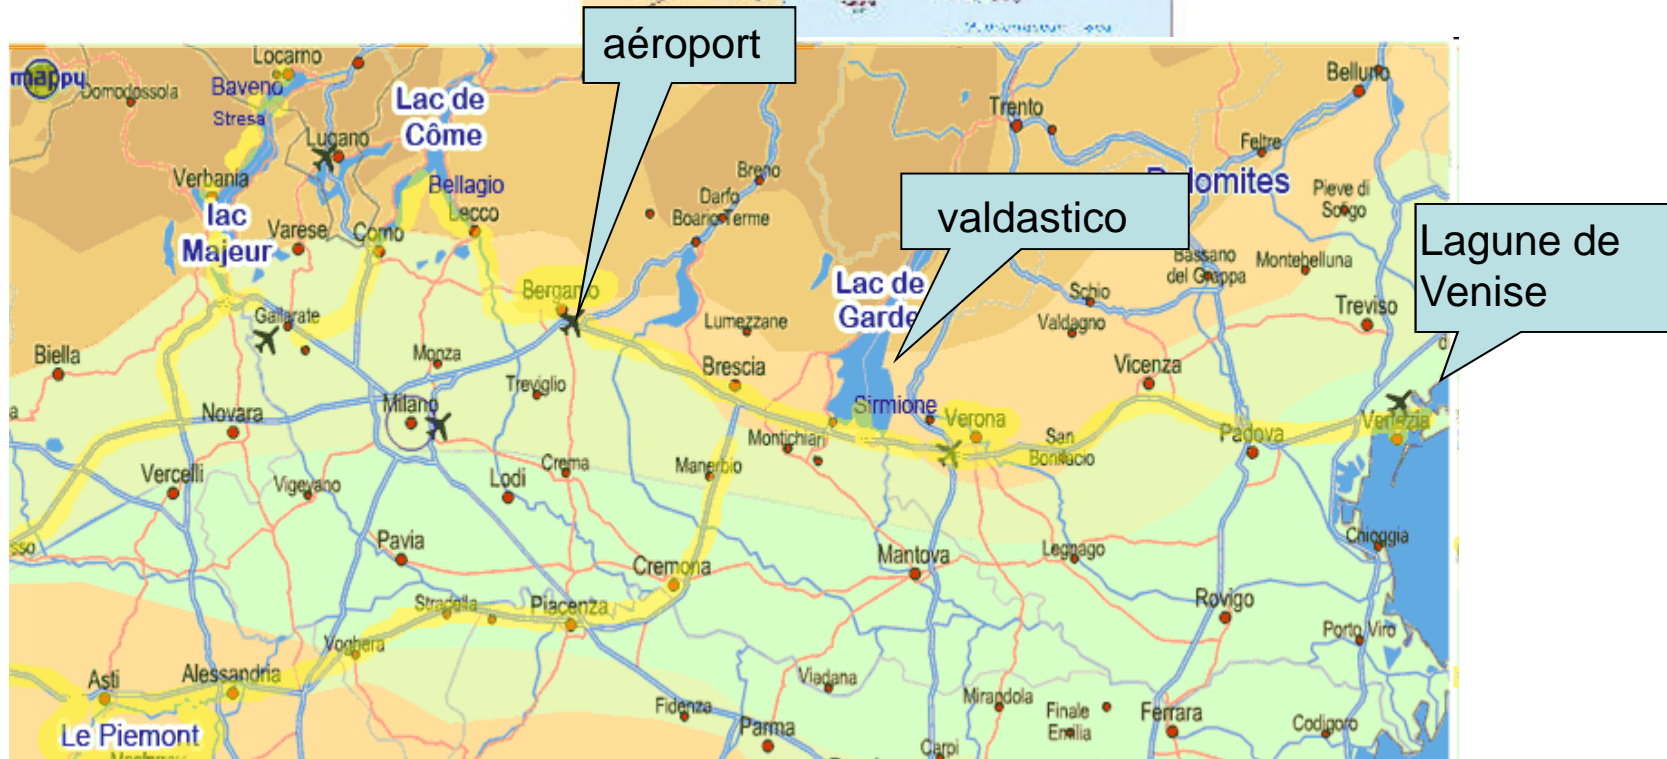 aéroport
valdastico
Lagune de
Venise
mappy
Domodossola
Locarno
Baveno
Stresa
Lugano
Lac de
Côme
Verbania
lac
Majeur
Varese
Como
Bellagio
Lecco
Breno
Darfo
Boario Terme
Trento
Belluno
Feltre
Dolomites
Pieve di
Soligo
Bassano
del Grappa
Montebelluna
Treviso
Schio
Valdagno
Lac de
Garde
Bergamo
Gallarate
Biella
Monza
Lumezzane
Brescia
Treviglio
Vicenza
Novara
Milano
Sirmione
Verona
San
Bonifacio
Padova
Venezia
Montichiari
Vercelli
Vigevano
Lodi
Crema
Manerbio
Pavia
Cremona
Mantova
Legnago
Chioggia
Stradella
Piacenza
Rovigo
Porto Viro
Voghera
Asti
Alessandria
Viadana
Fidenza
Mirandola
Finale
Emilia
Ferrara
Codigoro
Le Piemont
Parma
Carpi